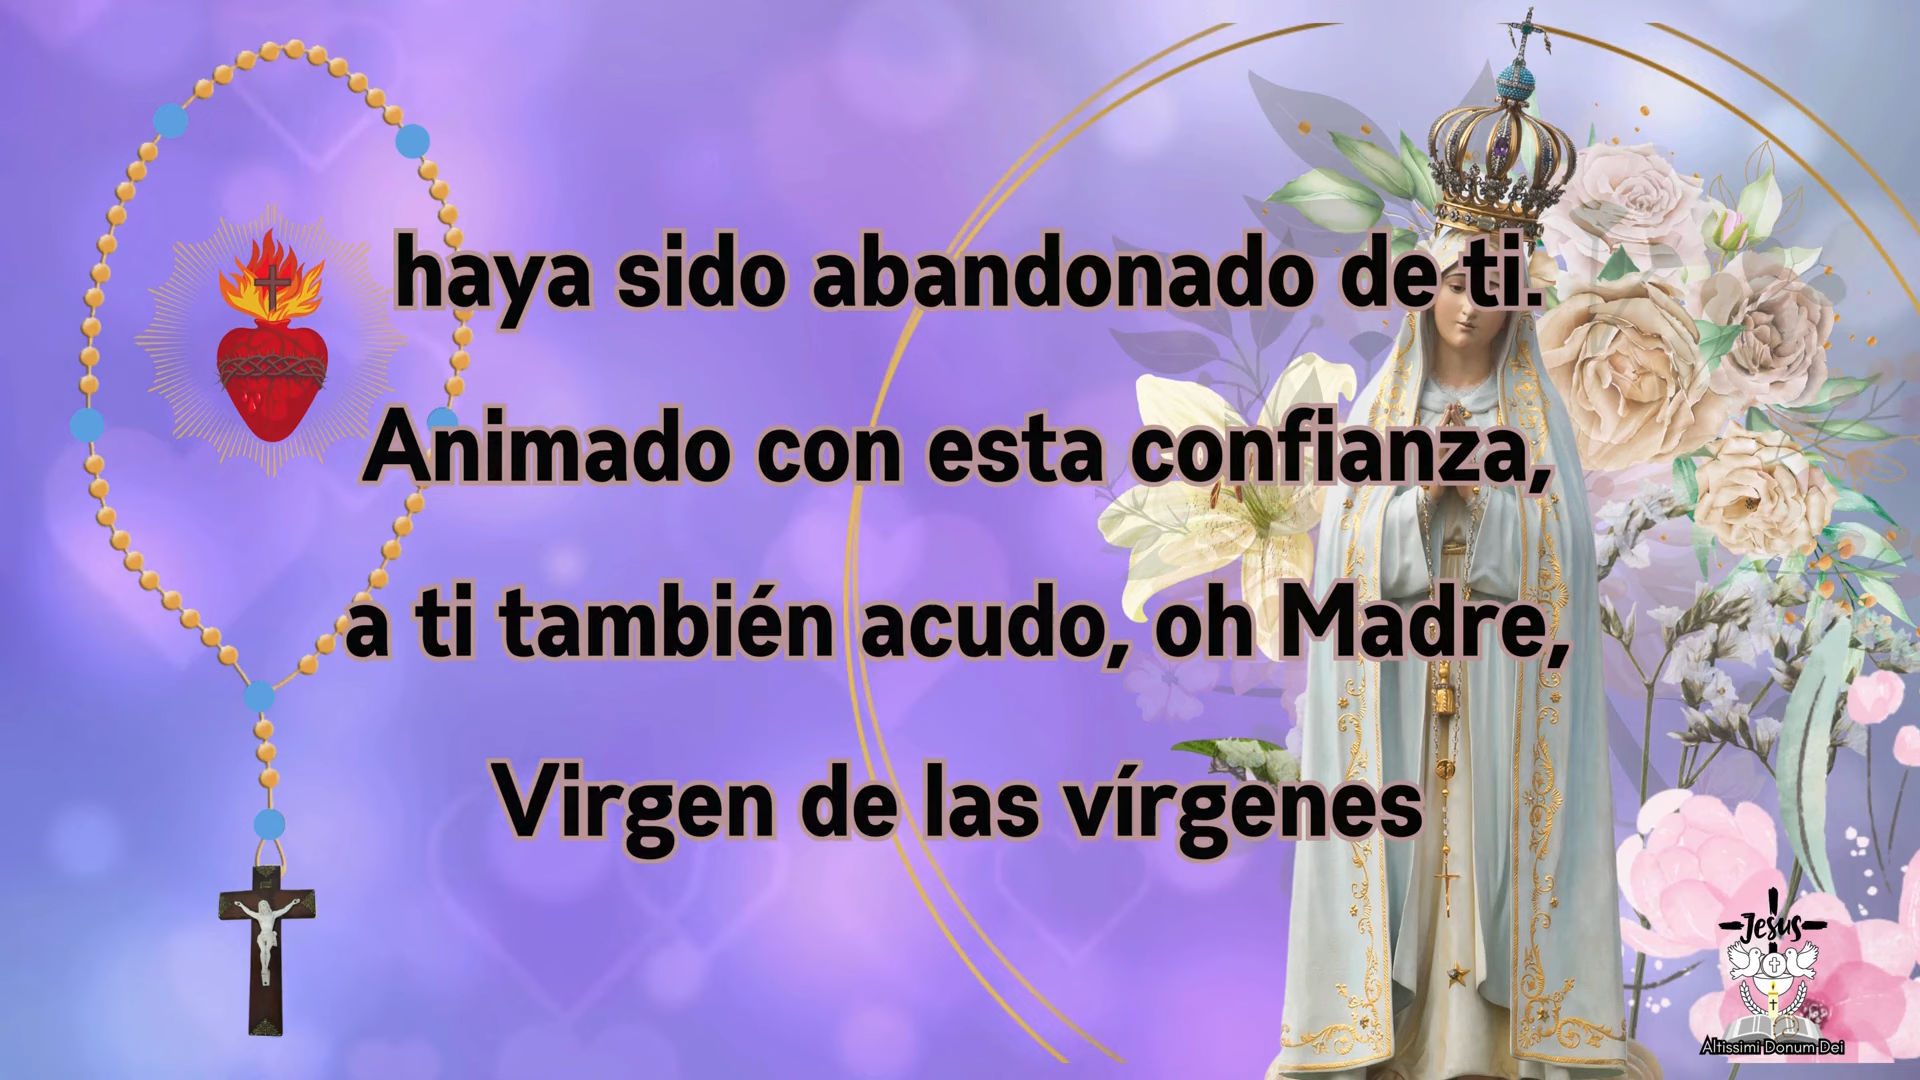 haya sido abandonado de ti.
Animado con esta confianza,
a ti también acudo, oh Madre,
Virgen de las vírgenes
Jesus
Altissimi Donum Dei